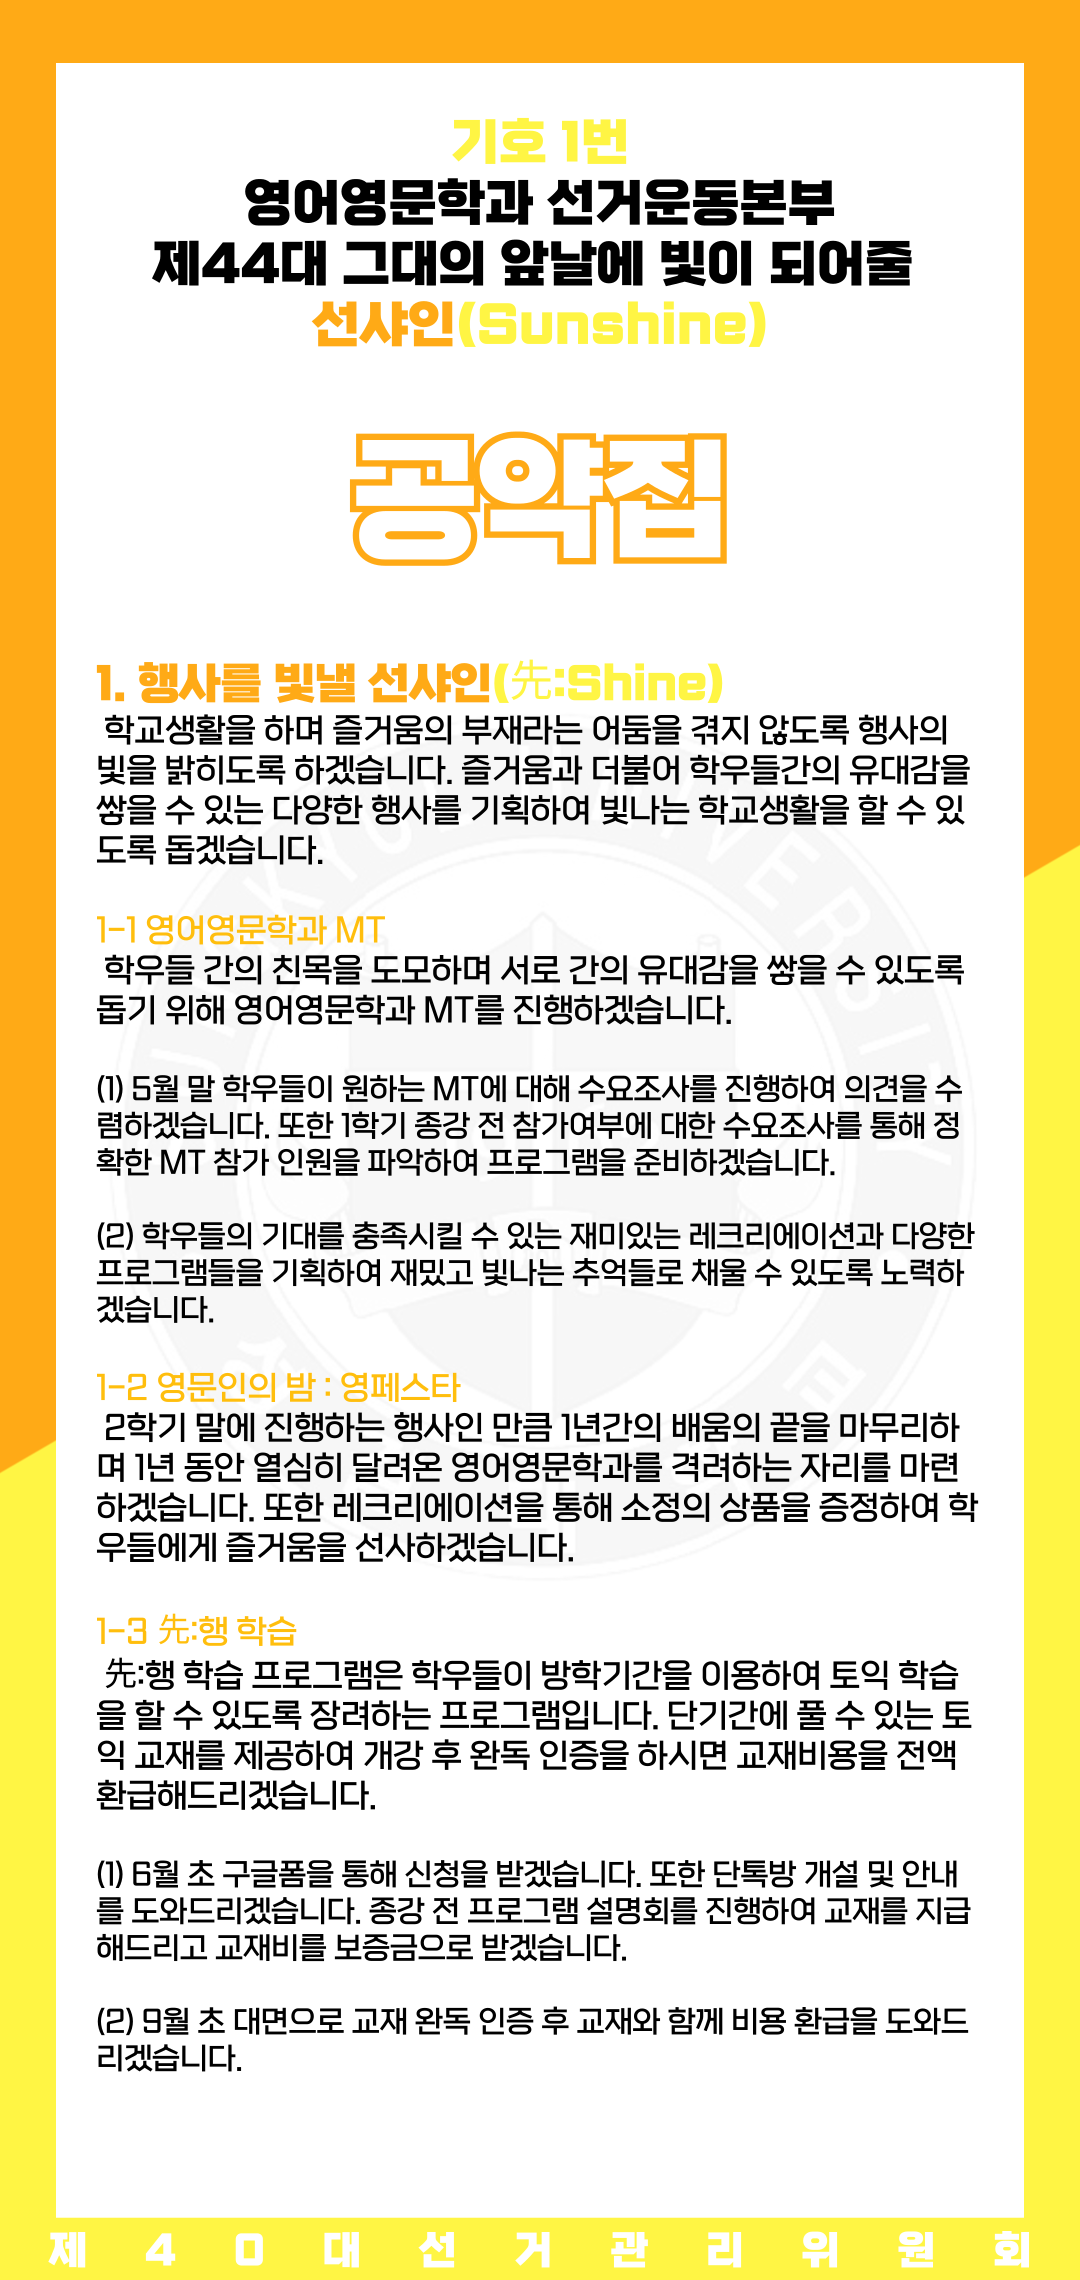 기호 1번
영어영문학과 선거운동본부
제44대 그대의 앞날에 빛이 되어줄
선샤인(Sunshine)
공약집
1. 행사를 빛낼 선샤인(先:Shine)
학교생활을 하며 즐거움의 부재라는 어둠을 겪지 않도록 행사의
빛을 밝히도록 하겠습니다. 즐거움과 더불어 학우들간의 유대감을
쌓을 수 있는 다양한 행사를 기획하여 빛나는 학교생활을 할 수 있
도록 돕겠습니다.
1-1 영어영문학과 MT
학우들 간의 친목을 도모하며 서로 간의 유대감을 쌓을 수 있도록
돕기 위해 영어영문학과 MT를 진행하겠습니다.
(1) 5월 말 학우들이 원하는 MT에 대해 수요조사를 진행하여 의견을 수
렴하겠습니다. 또한 1학기 종강 전 참가여부에 대한 수요조사를 통해 정
확한 MT 참가 인원을 파악하여 프로그램을 준비하겠습니다.
(2) 학우들의 기대를 충족시킬 수 있는 재미있는 레크리에이션과 다양한
프로그램들을 기획하여 재밌고 빛나는 추억들로 채울 수 있도록 노력하
겠습니다.
1-2 영문인의 밤 : 영페스타
2학기 말에 진행하는 행사인 만큼 1년간의 배움의 끝을 마무리하
며 1년 동안 열심히 달려온 영어영문학과를 격려하는 자리를 마련
하겠습니다. 또한 레크리에이션을 통해 소정의 상품을 증정하여 학
우들에게 즐거움을 선사하겠습니다.
1-3 先:행 학습
先:행 학습 프로그램은 학우들이 방학기간을 이용하여 토익 학습
을 할 수 있도록 장려하는 프로그램입니다. 단기간에 풀 수 있는 토
익 교재를 제공하여 개강 후 완독 인증을 하시면 교재비용을 전액
환급해드리겠습니다.
(1) 6월 초 구글폼을 통해 신청을 받겠습니다. 또한 단톡방 개설 및 안내
를 도와드리겠습니다. 종강 전 프로그램 설명회를 진행하여 교재를 지급
해드리고 교재비를 보증금으로 받겠습니다.
(2) 9월 초 대면으로 교재 완독 인증 후 교재와 함께 비용 환급을 도와드
리겠습니다.
제40대선거관리위원회